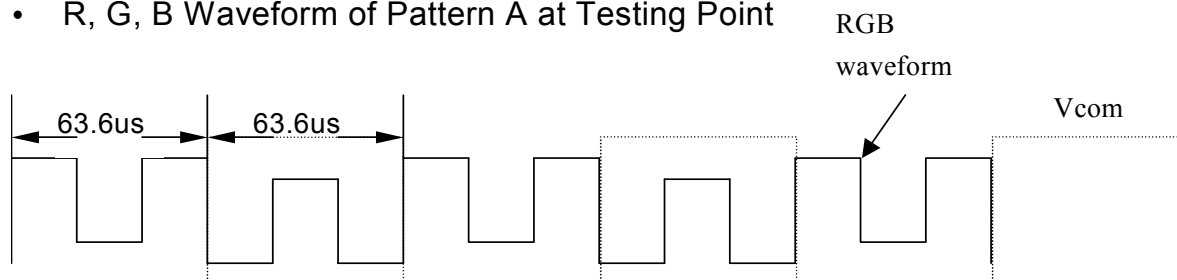 • R, G, B Waveform of Pattern A at Testing Point
RGB
waveform
63.6us
63.6us
Vcom